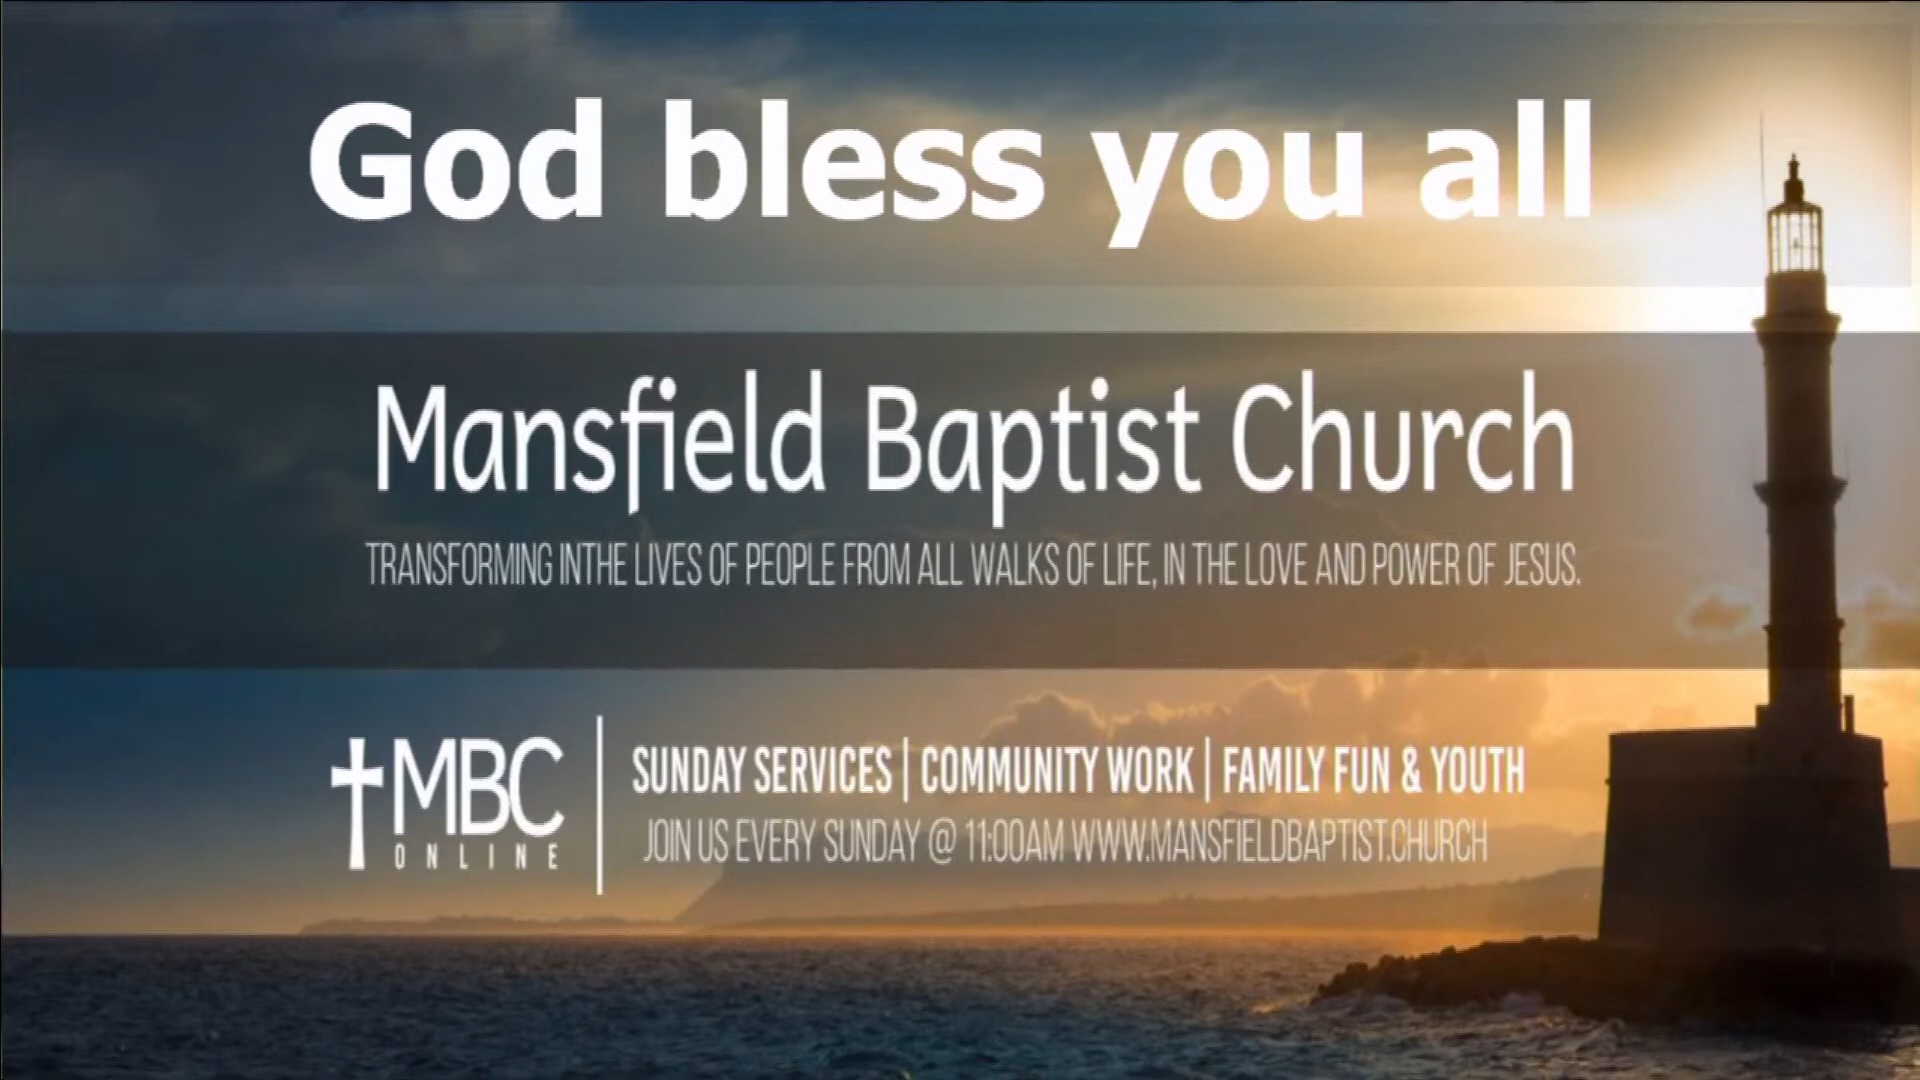 God bless you all
Mansfield Baptist Church
TRANSFORMING INTHE LIVES OF PEOPLE FROM ALL WALKS OF LIFE, IN THE LOVE AND POWER OF JESUS.
MBC
ONLINE
SUNDAY SERVICES | COMMUNITY WORK | FAMILY FUN & YOUTH
JOIN US EVERY SUNDAY @ 11:00AM WWW.MANSFIELDBAPTIST.CHURCH